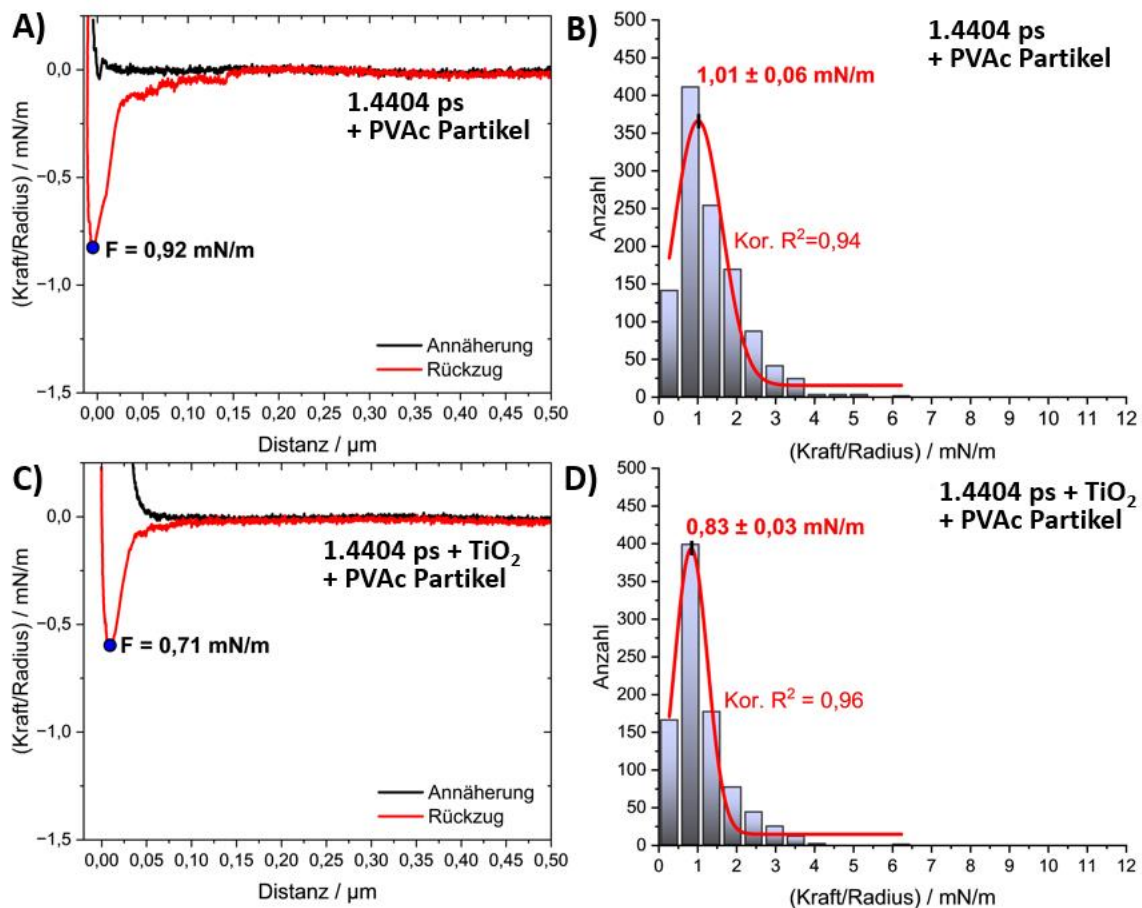 A)
0,0
−0,5
−1,0
−1,5
(Kraft/Radius) / mN/m
1.4404 ps
+ PVAc Partikel
F = 0,92 mN/m
Annäherung
Rückzug
0,00 0,05 0,10 0,15 0,20 0,25 0,30 0,35 0,40 0,45 0,50
Distanz / µm
B)
500
450
400
350
300
250
200
150
100
50
0
Anzahl
1.4404 ps
+ PVAc Partikel
1,01 ± 0,06 mN/m
Kor. R²=0,94
0 1 2 3 4 5 6 7 8 9 10 11 12
(Kraft/Radius) / mN/m
C)
0,0
−0,5
−1,0
−1,5
(Kraft/Radius) / mN/m
1.4404 ps + TiO₂
+ PVAc Partikel
F = 0,71 mN/m
Annäherung
Rückzug
0,00 0,05 0,10 0,15 0,20 0,25 0,30 0,35 0,40 0,45 0,50
Distanz / µm
D)
500
450
400
350
300
250
200
150
100
50
0
Anzahl
1.4404 ps + TiO₂
+ PVAc Partikel
0,83 ± 0,03 mN/m
Kor. R² = 0,96
0 1 2 3 4 5 6 7 8 9 10 11 12
(Kraft/Radius) / mN/m